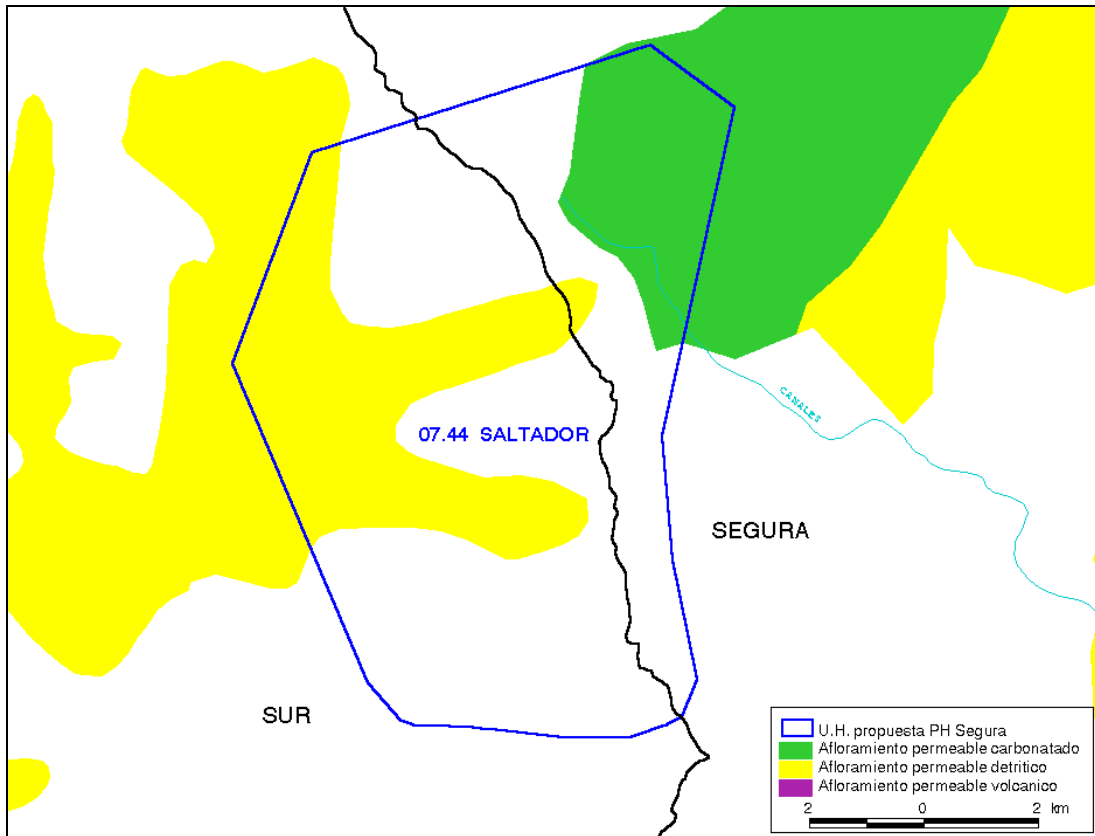 CANALES
07.44 SALTADOR
SEGURA
SUR
U.H. propuesta PH Segura
Afloramiento permeable carbonatado
Afloramiento permeable detritico
Afloramiento permeable volcanico
2 0 2 km